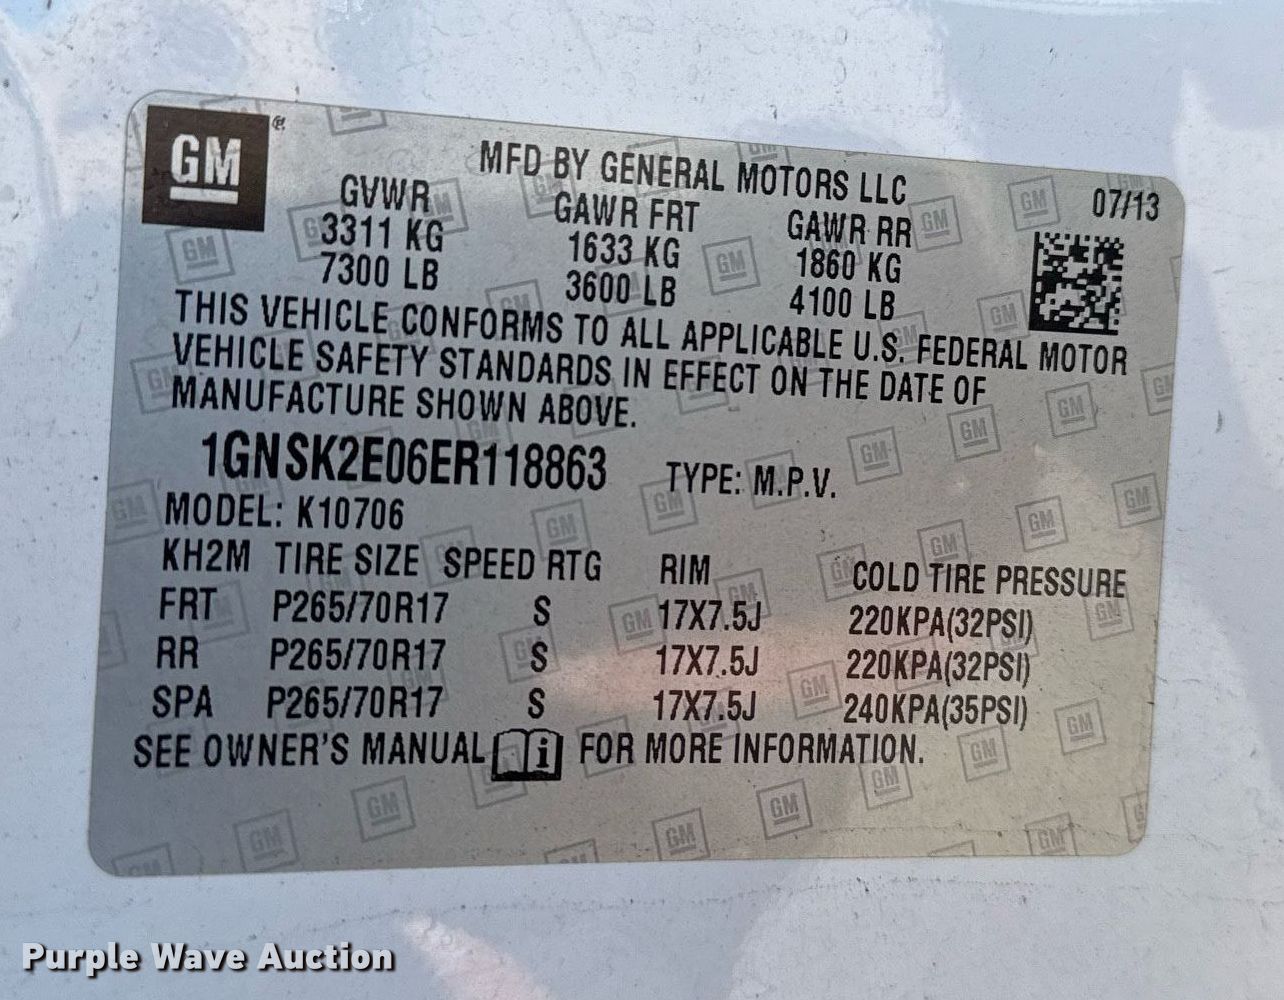 GM ®
MFD BY GENERAL MOTORS LLC 07/13
GVWR GAWR FRT GAWR RR
3311 KG 1633 KG 1860 KG
7300 LB 3600 LB 4100 LB
THIS VEHICLE CONFORMS TO ALL APPLICABLE U.S. FEDERAL MOTOR
VEHICLE SAFETY STANDARDS IN EFFECT ON THE DATE OF
MANUFACTURE SHOWN ABOVE.
1GNSK2E06ER118863 TYPE: M.P.V.
MODEL: K10706
KH2M TIRE SIZE SPEED RTG RIM COLD TIRE PRESSURE
FRT P265/70R17 S 17X7.5J 220KPA(32PSI)
RR P265/70R17 S 17X7.5J 220KPA(32PSI)
SPA P265/70R17 S 17X7.5J 240KPA(35PSI)
SEE OWNER'S MANUAL i FOR MORE INFORMATION.
Purple Wave Auction